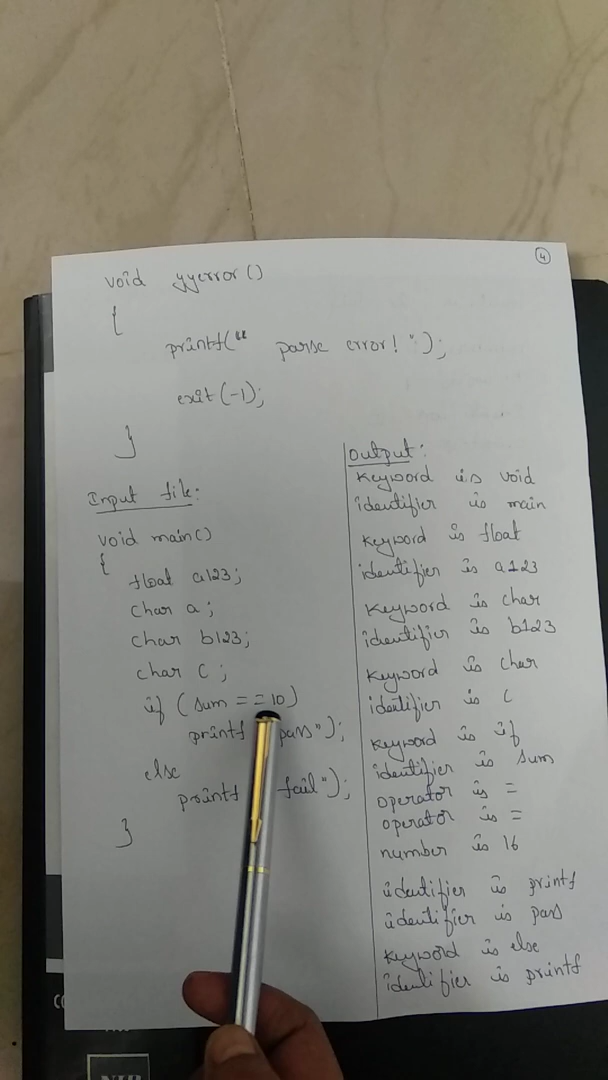 4
void yyerror()
{
printf(" parse error! ");
exit(-1);
}
Input file:
void main()
{
float a123;
char a;
char b123;
char c;
if (sum = = 10)
printf pass");
else
printf fail");
}
Output:
Keyword is void
identifier is main
Keyword is float
identifier is a123
Keyword is char
identifier is b123
Keyword is char
identifier is c
Keyword is if
identifier is sum
operator is =
operator is =
number is 16
identifier is printf
identifier is pass
Keyword is else
identifier is printf